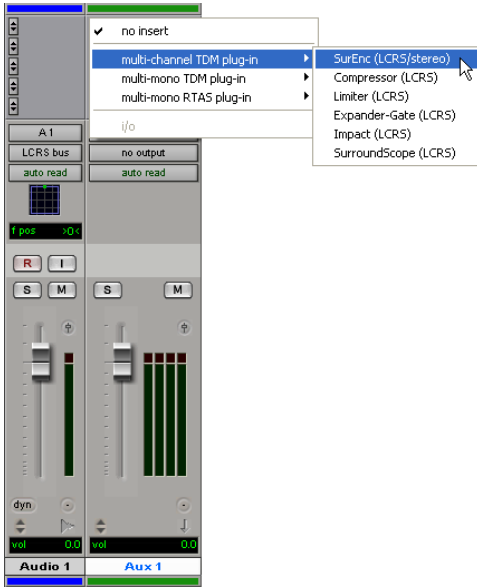 no insert
multi-channel TDM plug-in
multi-mono TDM plug-in
multi-mono RTAS plug-in
i/o
SurEnc (LCRS/stereo)
Compressor (LCRS)
Limiter (LCRS)
Expander-Gate (LCRS)
Impact (LCRS)
SurroundScope (LCRS)
A 1
LCRS bus
no output
auto read
auto read
f pos >0<
R I
S M
S M
dyn
vol 0.0
vol 0.0
Audio 1
Aux 1